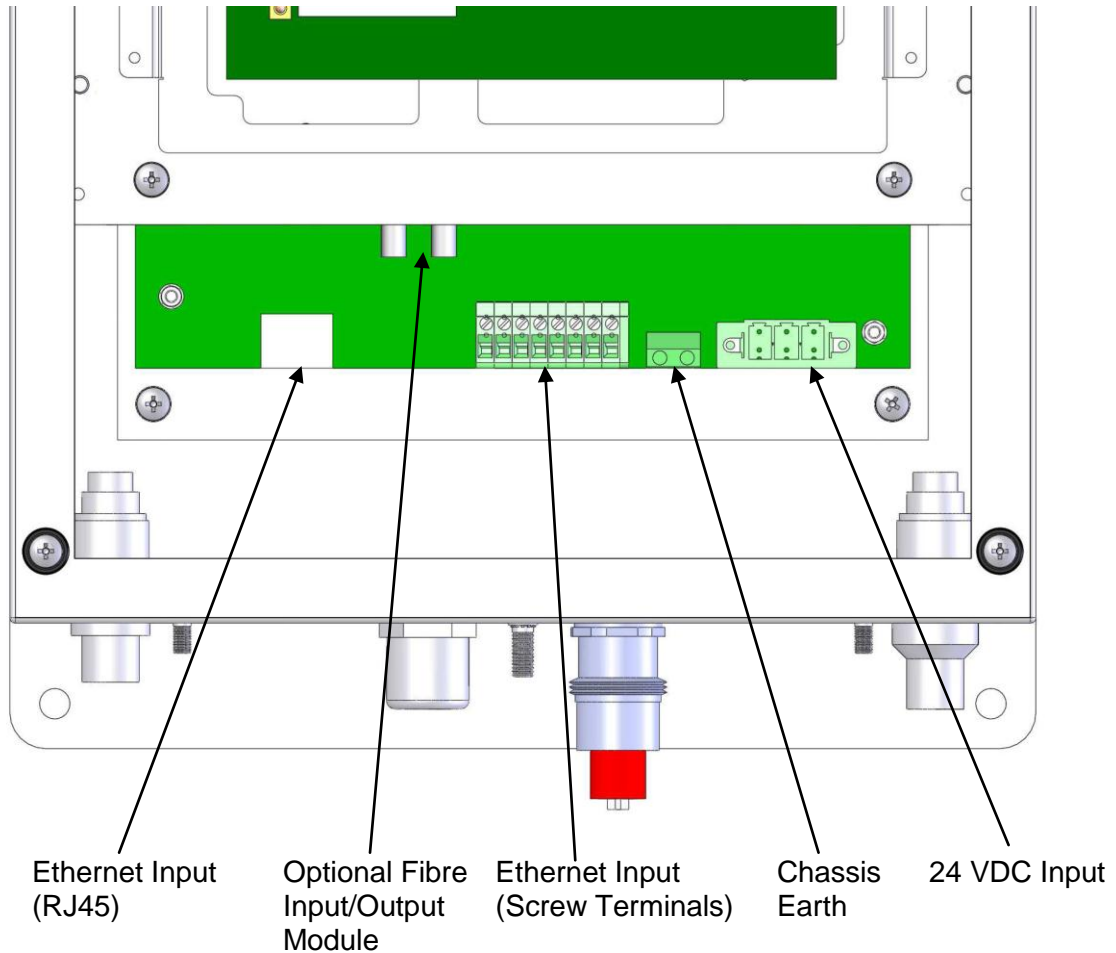 Ethernet Input
(RJ45)
Optional Fibre
Input/Output
Module
Ethernet Input
(Screw Terminals)
Chassis
Earth
24 VDC Input